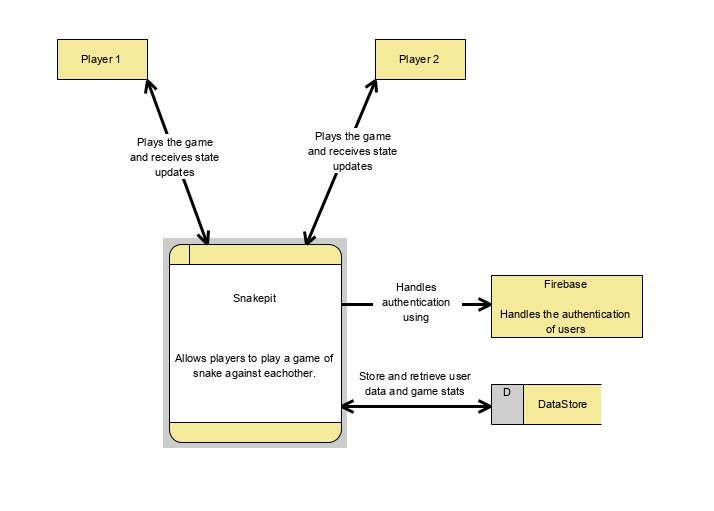 Player 1
Player 2
Plays the game
and receives state
updates
Plays the game
and receives state
updates
Snakepit
Allows players to play a game of
snake against eachother.
Handles
authentication
using
Firebase
Handles the authentication
of users
Store and retrieve user
data and game stats
D
DataStore